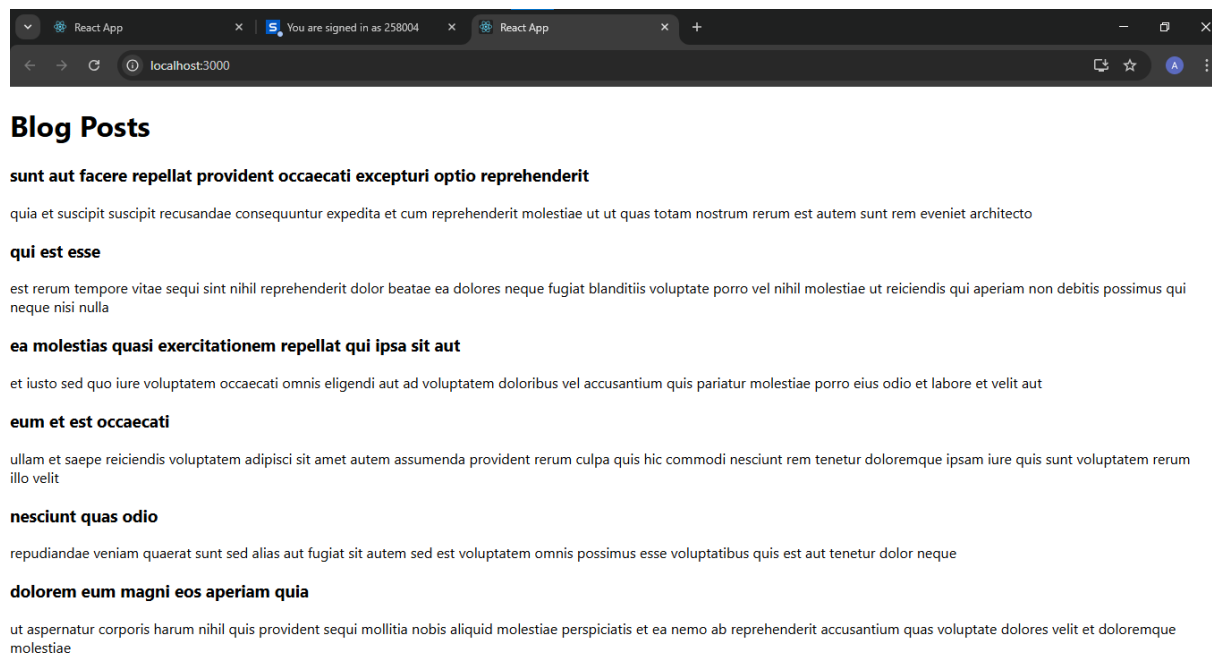 React App
You are signed in as 258004
React App
localhost:3000
A
Blog Posts
sunt aut facere repellat provident occaecati excepturi optio reprehenderit
quia et suscipit suscipit recusandae consequuntur expedita et cum reprehenderit molestiae ut ut quas totam nostrum rerum est autem sunt rem eveniet architecto
qui est esse
est rerum tempore vitae sequi sint nihil reprehenderit dolor beatae ea dolores neque fugiat blanditiis voluptate porro vel nihil molestiae ut reiciendis qui aperiam non debitis possimus qui
neque nisi nulla
ea molestias quasi exercitationem repellat qui ipsa sit aut
et iusto sed quo iure voluptatem occaecati omnis eligendi aut ad voluptatem doloribus vel accusantium quis pariatur molestiae porro eius odio et labore et velit aut
eum et est occaecati
ullam et saepe reiciendis voluptatem adipisci sit amet autem assumenda provident rerum culpa quis hic commodi nesciunt rem tenetur doloremque ipsam iure quis sunt voluptatem rerum
illo velit
nesciunt quas odio
repudiandae veniam quaerat sunt sed alias aut fugiat sit autem sed est voluptatem omnis possimus esse voluptatibus quis est aut tenetur dolor neque
dolorem eum magni eos aperiam quia
ut aspernatur corporis harum nihil quis provident sequi mollitia nobis aliquid molestiae perspiciatis et ea nemo ab reprehenderit accusantium quas voluptate dolores velit et doloremque
molestiae